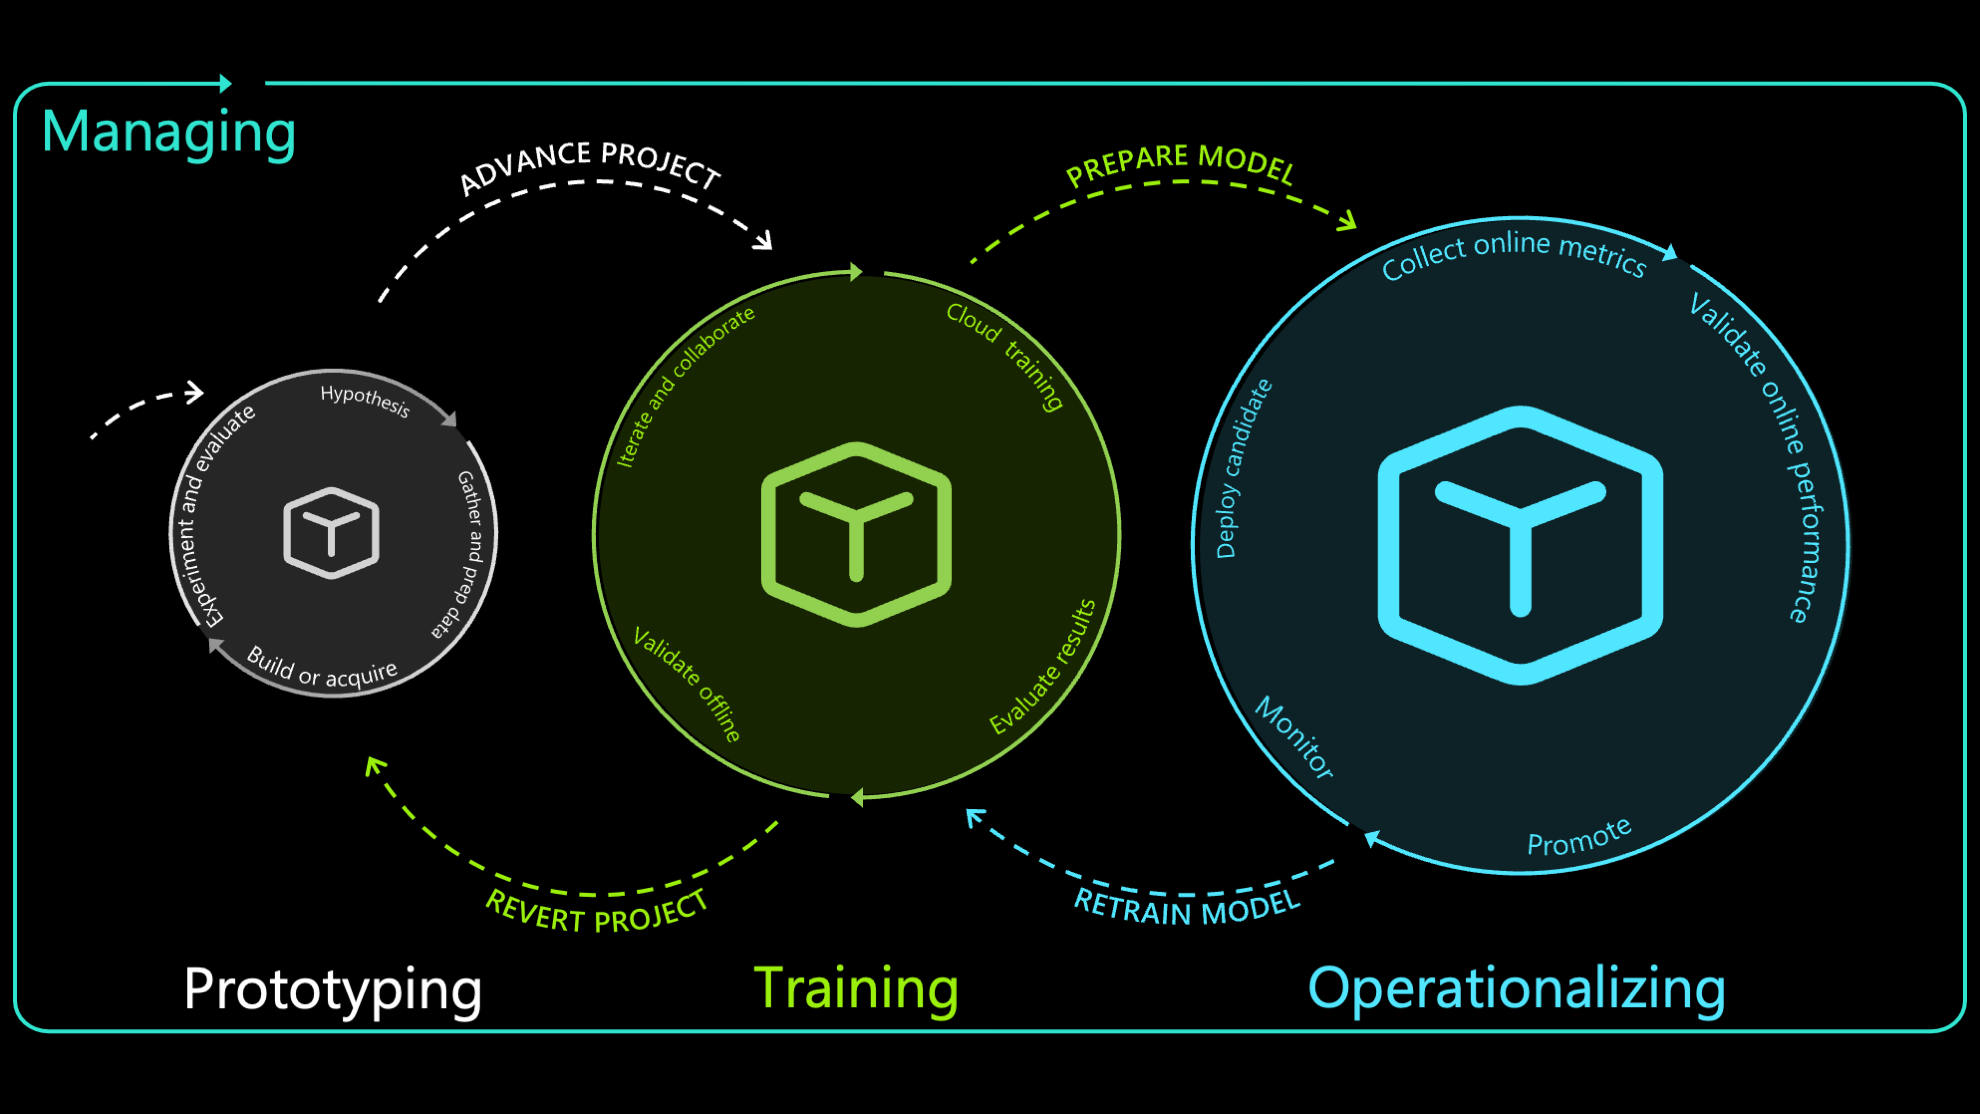 Managing
ADVANCE PROJECT
PREPARE MODEL
Hypothesis
Gather and prep data
Build or acquire
Experiment and evaluate
Cloud training
Evaluate results
Validate offline
Iterate and collaborate
Collect online metrics
Validate online performance
Promote
Monitor
Deploy candidate
REVERT PROJECT
RETRAIN MODEL
Prototyping
Training
Operationalizing